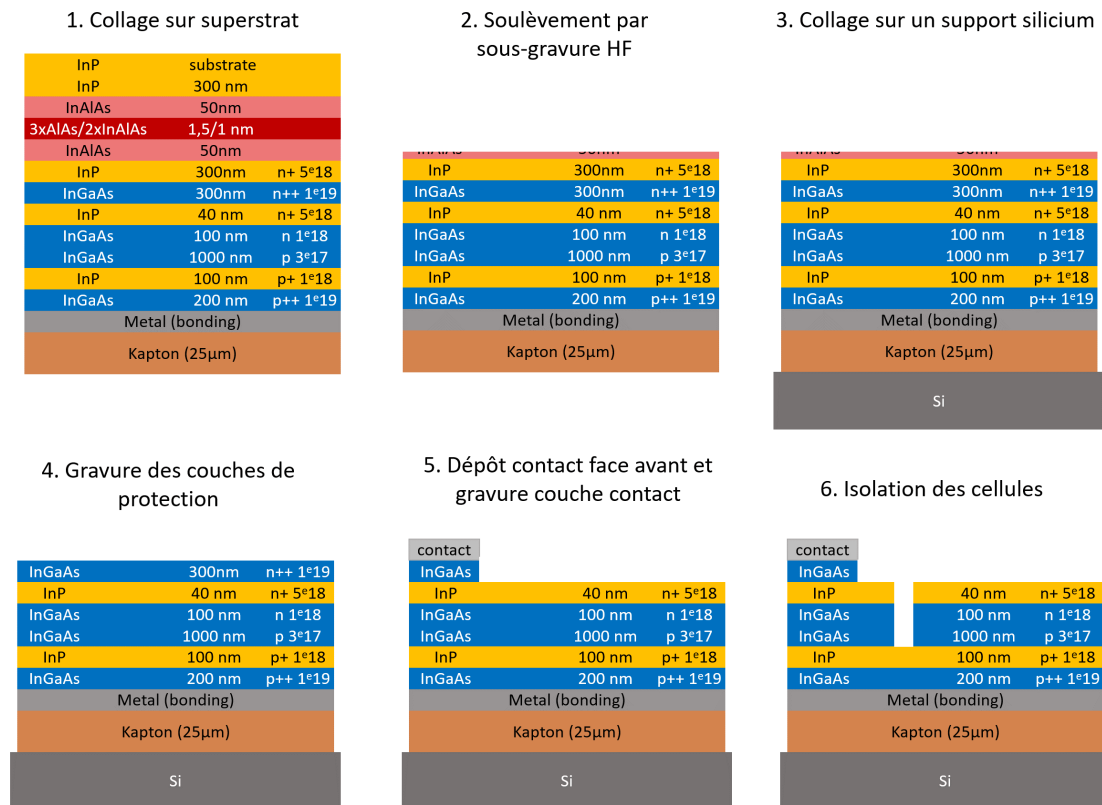 1. Collage sur superstrat
InP substrate
InP 300 nm
InAlAs 50nm
3xAlAs/2xInAlAs 1,5/1 nm
InAlAs 50nm
InP 300nm n+ 5e18
InGaAs 300nm n++ 1e19
InP 40 nm n+ 5e18
InGaAs 100 nm n 1e18
InGaAs 1000 nm p 3e17
InP 100 nm p+ 1e18
InGaAs 200 nm p++ 1e19
Metal (bonding)
Kapton (25µm)
2. Soulèvement par
sous-gravure HF
InAlAs 50nm
InP 300nm n+ 5e18
InGaAs 300nm n++ 1e19
InP 40 nm n+ 5e18
InGaAs 100 nm n 1e18
InGaAs 1000 nm p 3e17
InP 100 nm p+ 1e18
InGaAs 200 nm p++ 1e19
Metal (bonding)
Kapton (25µm)
3. Collage sur un support silicium
InAlAs 50nm
InP 300nm n+ 5e18
InGaAs 300nm n++ 1e19
InP 40 nm n+ 5e18
InGaAs 100 nm n 1e18
InGaAs 1000 nm p 3e17
InP 100 nm p+ 1e18
InGaAs 200 nm p++ 1e19
Metal (bonding)
Kapton (25µm)
Si
4. Gravure des couches de
protection
InGaAs 300nm n++ 1e19
InP 40 nm n+ 5e18
InGaAs 100 nm n 1e18
InGaAs 1000 nm p 3e17
InP 100 nm p+ 1e18
InGaAs 200 nm p++ 1e19
Metal (bonding)
Kapton (25µm)
Si
5. Dépôt contact face avant et
gravure couche contact
contact
InGaAs
InP 40 nm n+ 5e18
InGaAs 100 nm n 1e18
InGaAs 1000 nm p 3e17
InP 100 nm p+ 1e18
InGaAs 200 nm p++ 1e19
Metal (bonding)
Kapton (25µm)
Si
6. Isolation des cellules
contact
InGaAs
InP 40 nm n+ 5e18
InGaAs 100 nm n 1e18
InGaAs 1000 nm p 3e17
InP 100 nm p+ 1e18
InGaAs 200 nm p++ 1e19
Metal (bonding)
Kapton (25µm)
Si